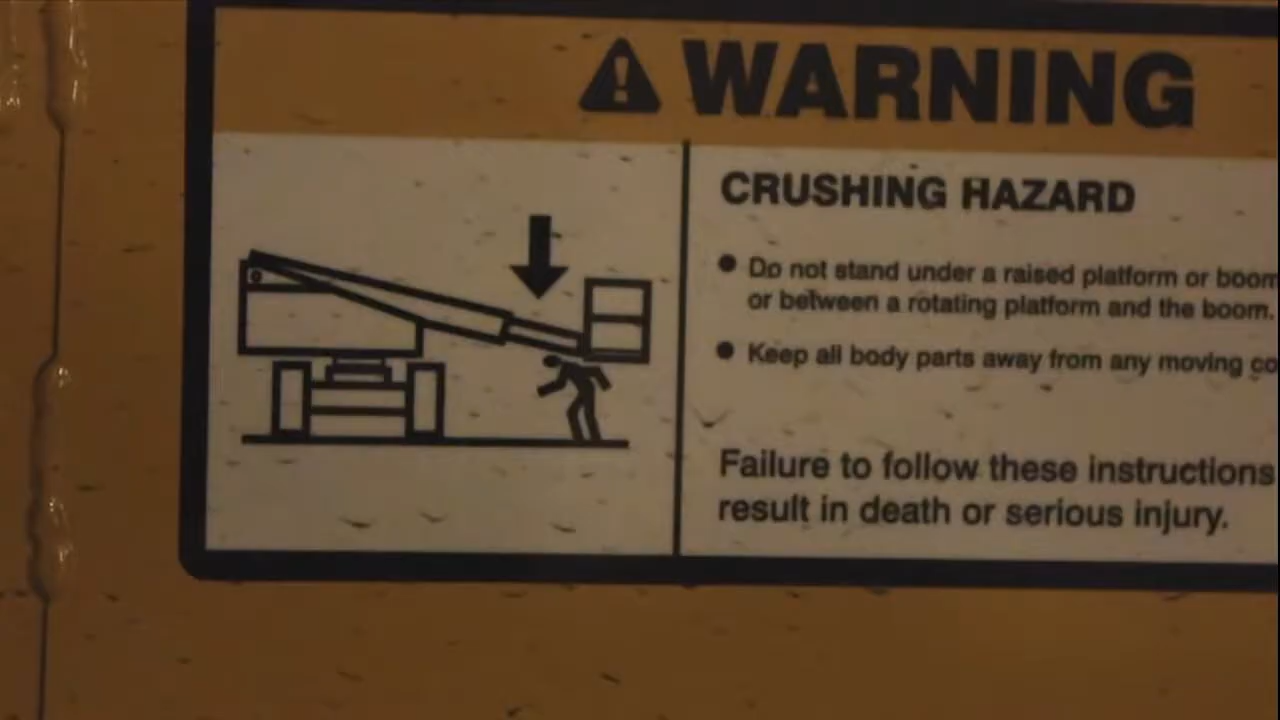 WARNING
CRUSHING HAZARD
● Do not stand under a raised platform or boom
or between a rotating platform and the boom.
● Keep all body parts away from any moving co
Failure to follow these instructions
result in death or serious injury.